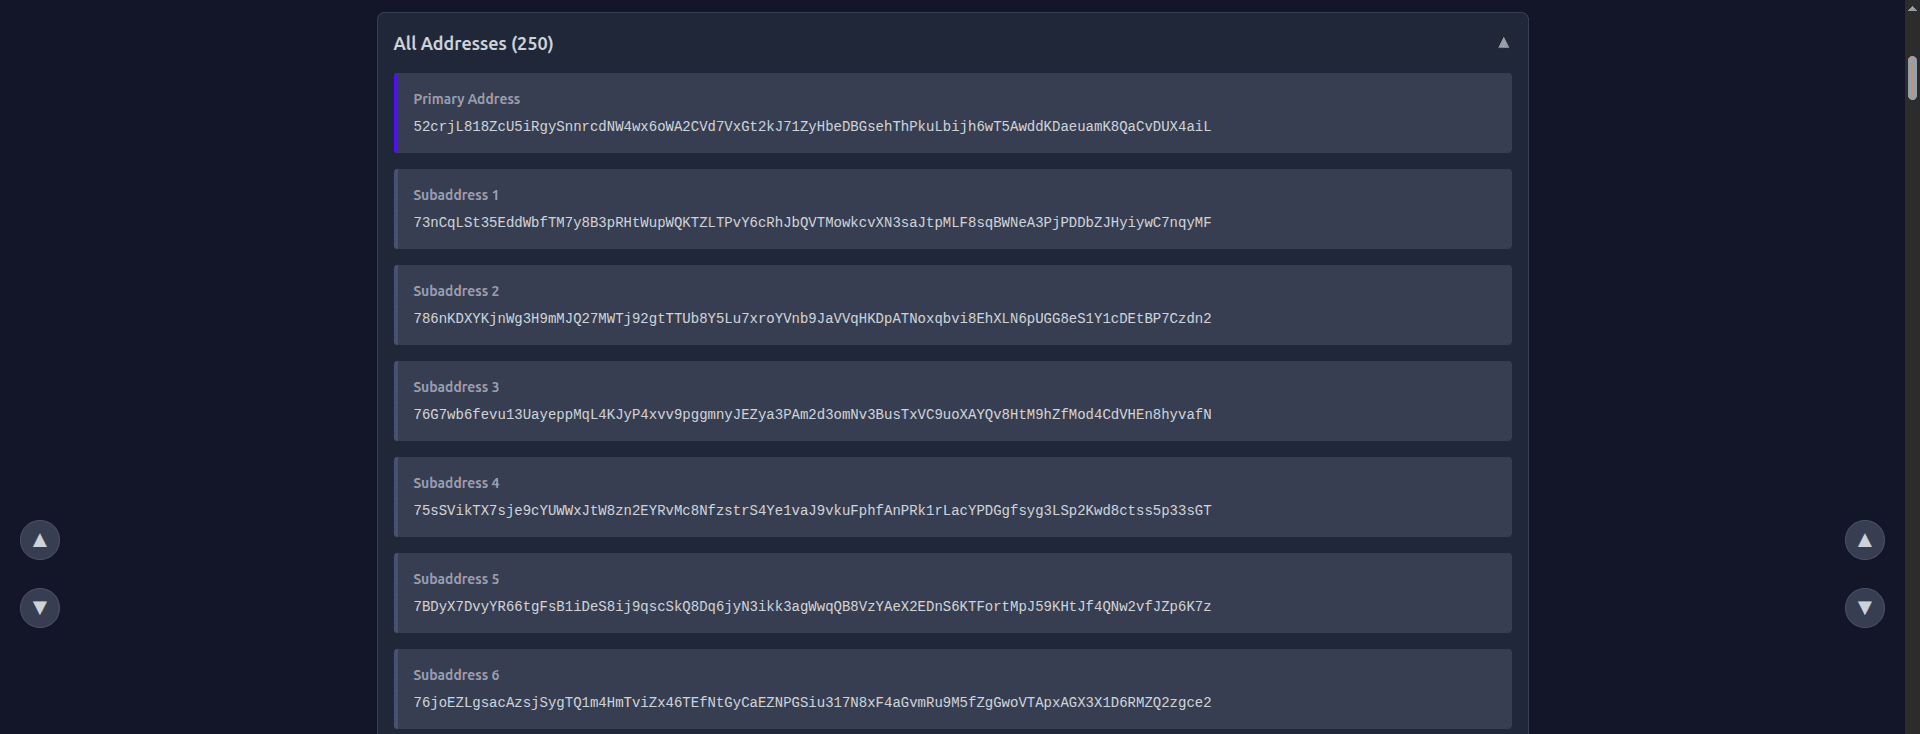 All Addresses (250)
Primary Address
52crjL818ZcU5iRgySnnrcdNW4wx6oWA2CVd7VxGt2kJ71ZyHbeDBGsehThPkuLbijh6wT5AwddKDaeuamK8QaCvDUX4aiL
Subaddress 1
73nCqLSt35EddWbfTM7y8B3pRHtWupWQKTZLTPvY6cRhJbQVTMowkcvXN3saJtpMLF8sqBWNeA3PjPDDbZJHyiywC7nqyMF
Subaddress 2
786nKDXYKjnWg3H9mMJQ27MWTj92gtTTUb8Y5Lu7xroYVnb9JaVVqHKDpATNoxqbvi8EhXLN6pUGG8eS1Y1cDEtBP7Czdn2
Subaddress 3
76G7wb6fevu13UayeppMqL4KJyP4xvv9pggmnyJEZya3PAm2d3omNv3BusTxVC9uoXAYQv8HtM9hZfMod4CdVHEn8hyvafN
Subaddress 4
75sSVikTX7sje9cYUWWxJtW8zn2EYRvMc8NfzstrS4Ye1vaJ9vkuFphfAnPRk1rLacYPDGgfsyg3LSp2Kwd8ctss5p33sGT
Subaddress 5
7BDyX7DvyYR66tgFsB1iDeS8ij9qscSkQ8Dq6jyN3ikk3agWwqQB8VzYAeX2EDnS6KTFortMpJ59KHtJf4QNw2vfJZp6K7z
Subaddress 6
76joEZLgsacAzsjSygTQ1m4HmTviZx46TEfNtGyCaEZNPGSiu317N8xF4aGvmRu9M5fZgGwoVTApxAGX3X1D6RMZQ2zgce2